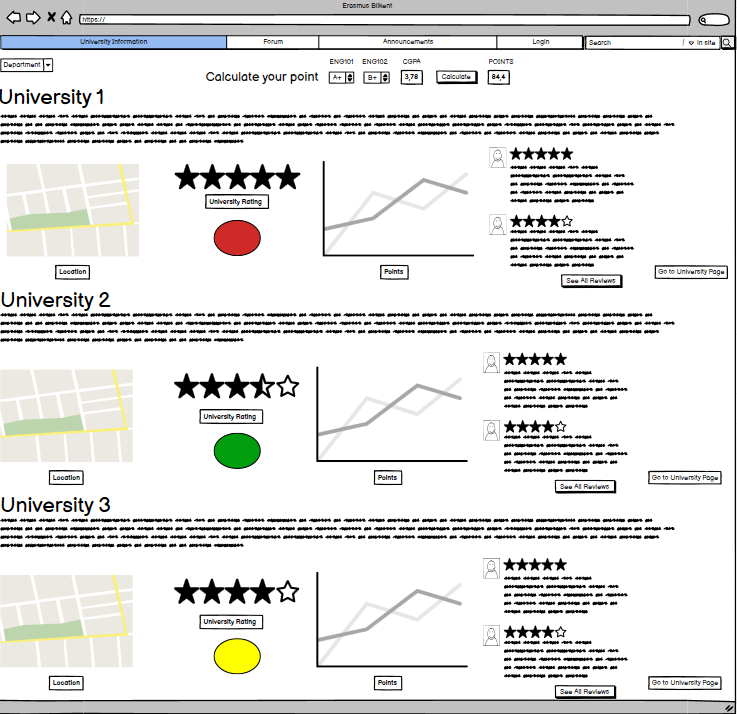 Erasmus Bilkent
https://
University Information Forum Announcements Login Search in site
Department
ENG101 ENG102 CGPA POINTS
Calculate your point A+ B+ 3,78 Calculate 84,4
University 1
University Rating
Location
Points
See All Reviews
Go to University Page
University 2
University Rating
Location
Points
See All Reviews
Go to University Page
University 3
University Rating
Location
Points
See All Reviews
Go to University Page